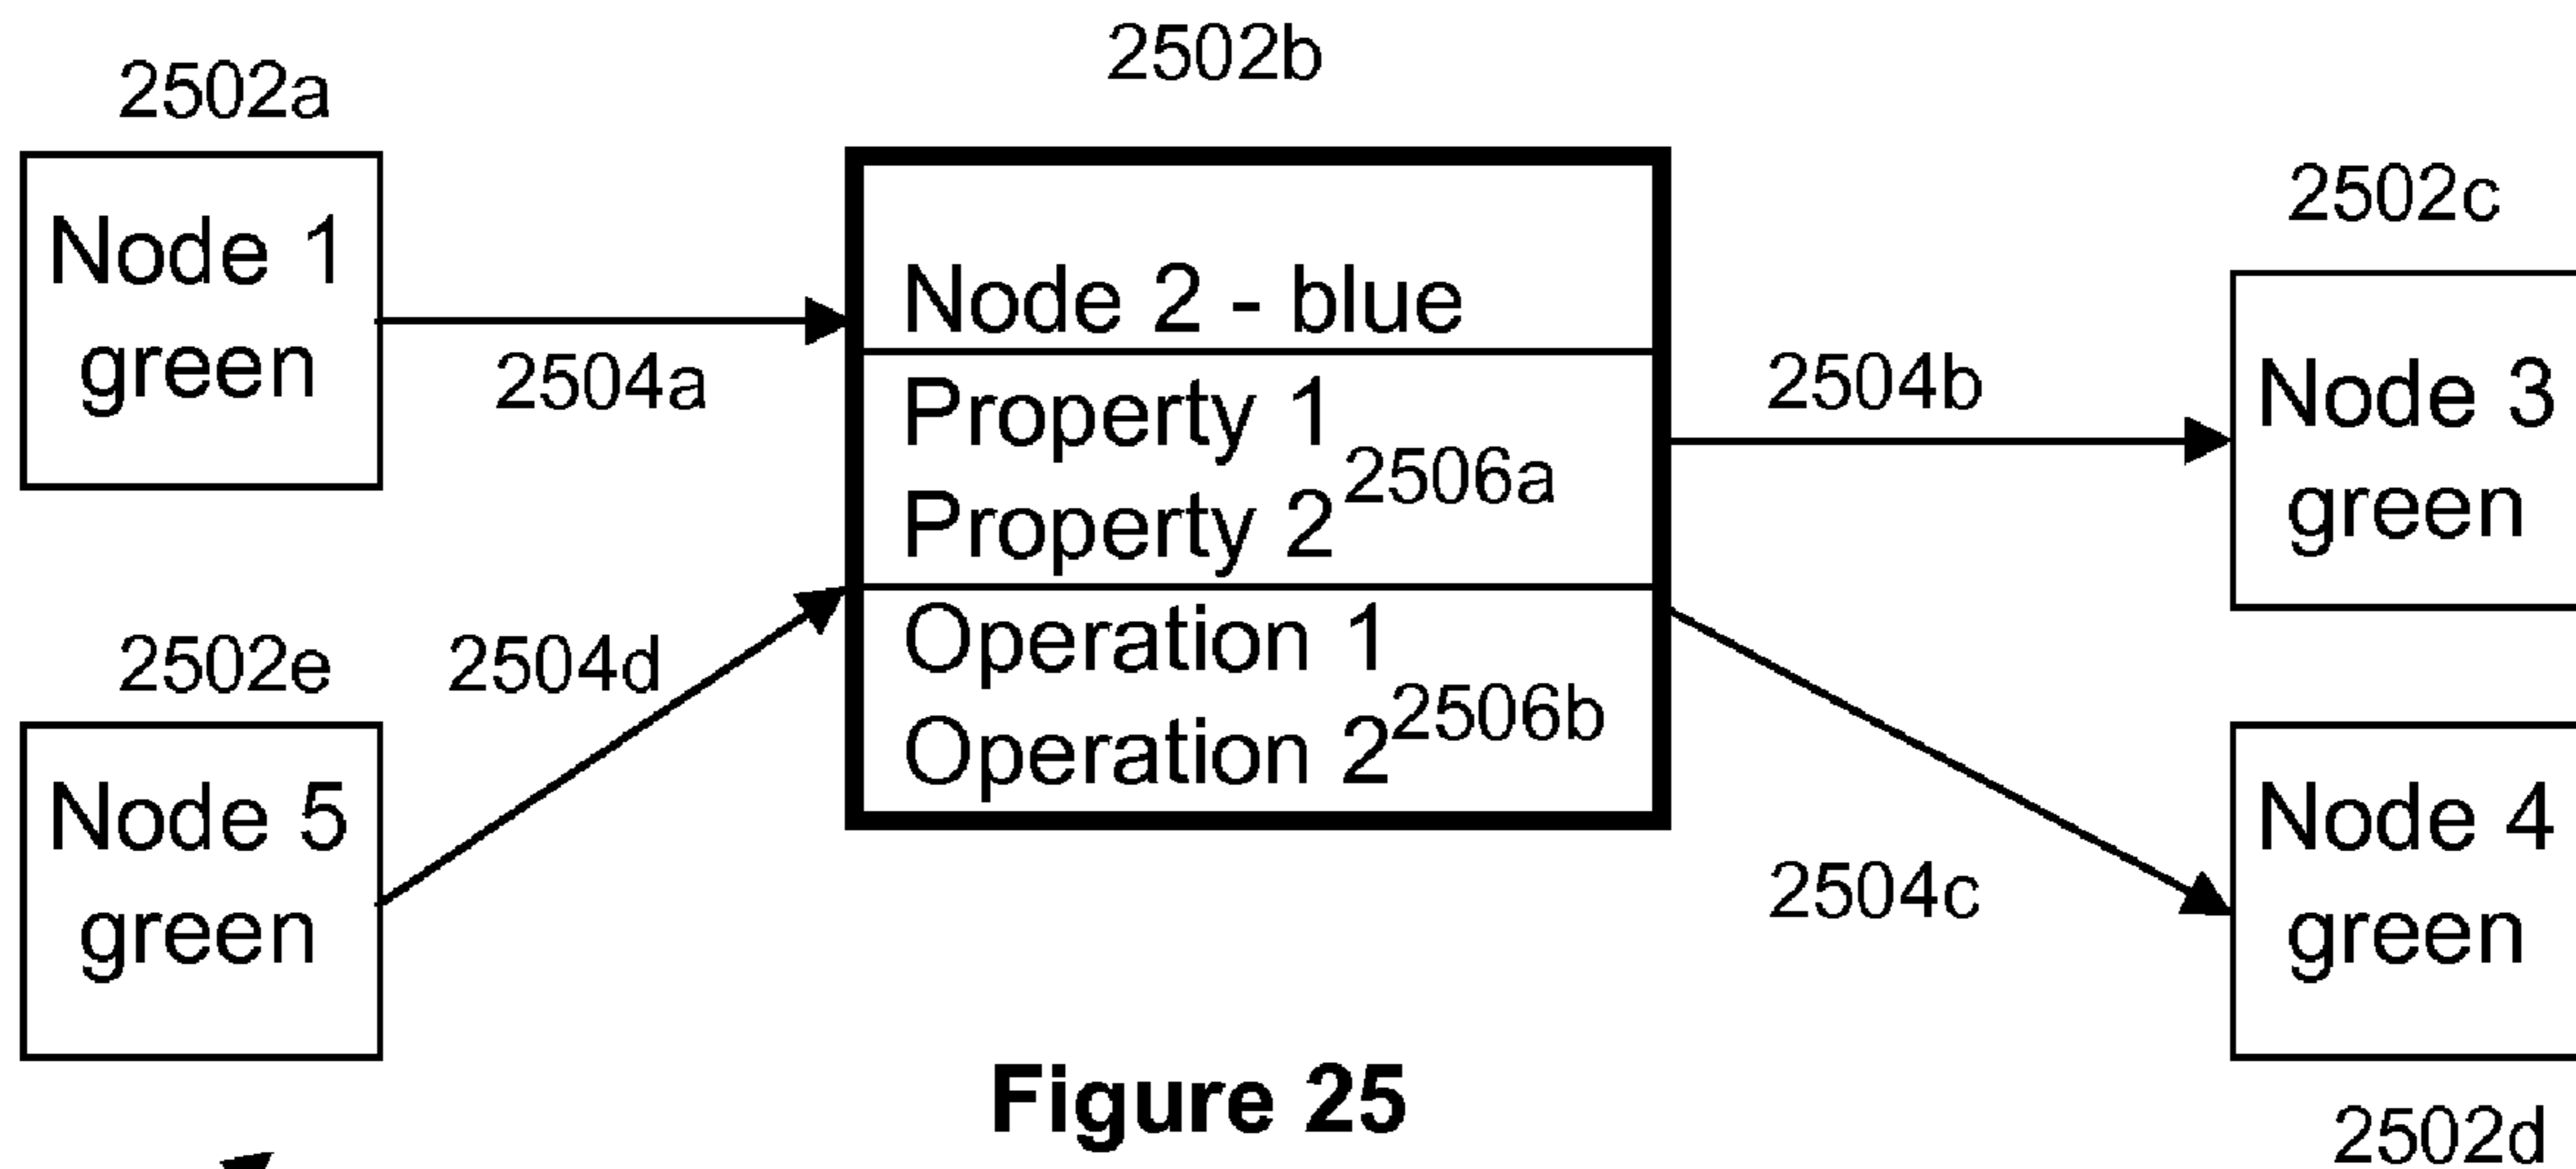 2502a
Node 1
green
2504a
2502b
Node 2 - blue
Property 1
Property 2
2506a
Operation 1
Operation 2
2506b
2504b
2502c
Node 3
green
2502e
Node 5
green
2504d
2504c
Node 4
green
2502d
Figure 25